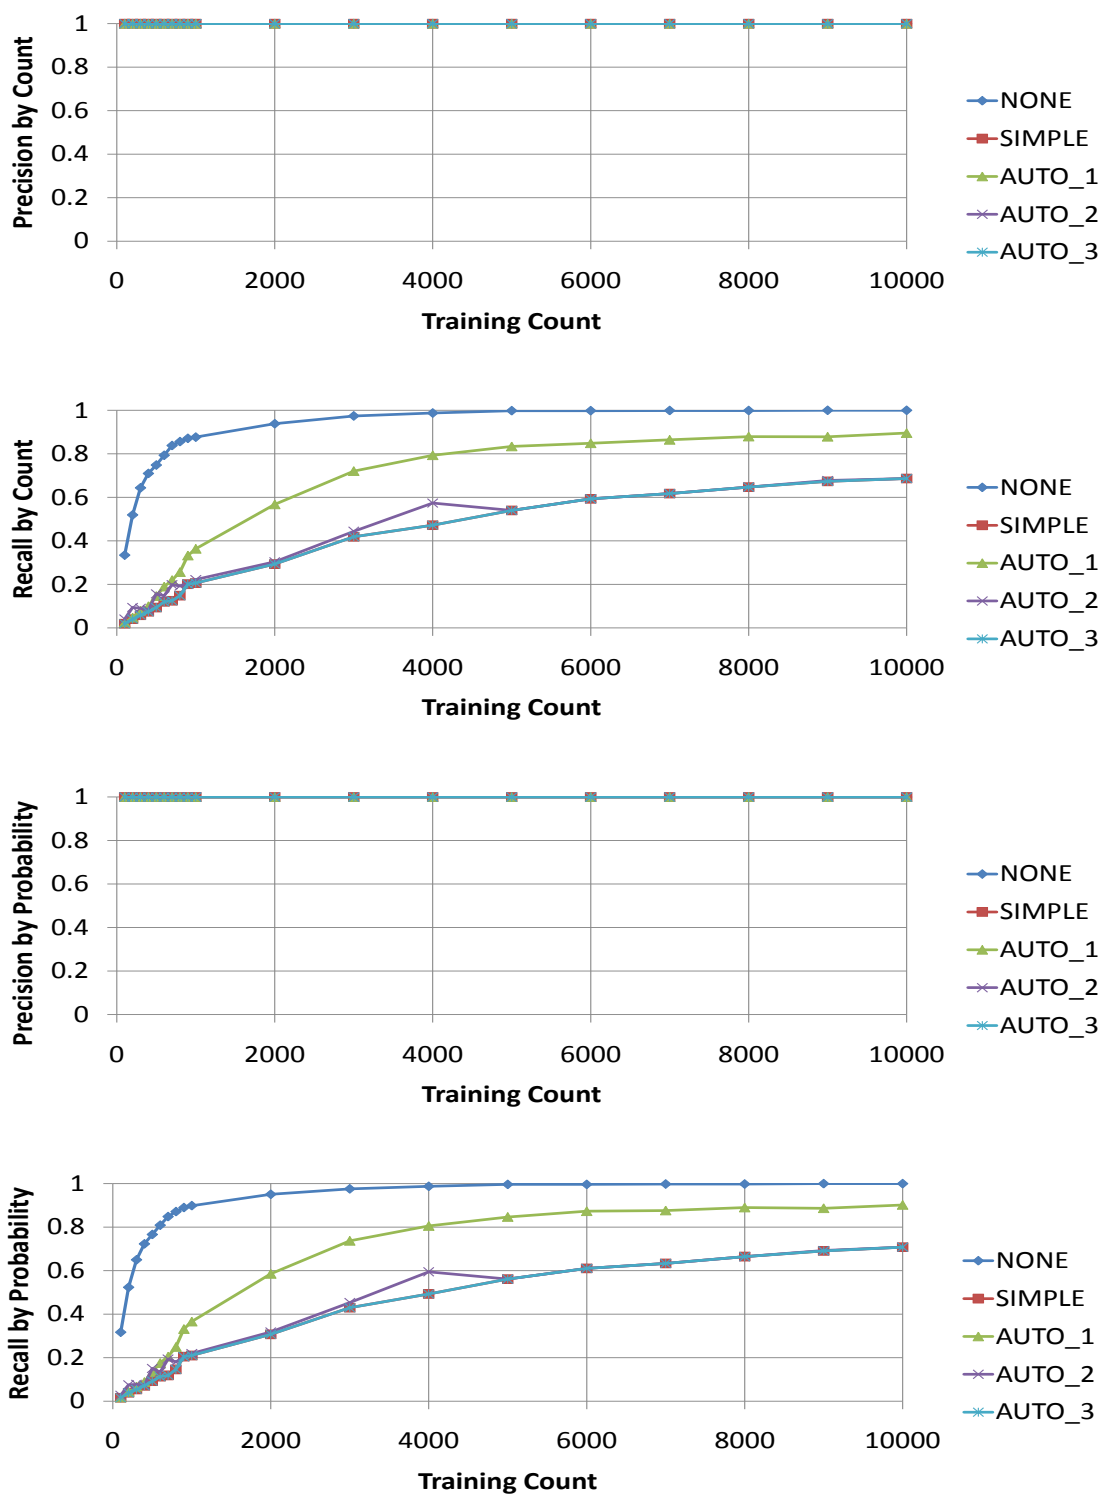 Precision by Count
1
0.8
0.6
0.4
0.2
0
0 2000 4000 6000 8000 10000
Training Count
NONE
SIMPLE
AUTO_1
AUTO_2
AUTO_3
Recall by Count
1
0.8
0.6
0.4
0.2
0
0 2000 4000 6000 8000 10000
Training Count
NONE
SIMPLE
AUTO_1
AUTO_2
AUTO_3
Precision by Probability
1
0.8
0.6
0.4
0.2
0
0 2000 4000 6000 8000 10000
Training Count
NONE
SIMPLE
AUTO_1
AUTO_2
AUTO_3
Recall by Probability
1
0.8
0.6
0.4
0.2
0
0 2000 4000 6000 8000 10000
Training Count
NONE
SIMPLE
AUTO_1
AUTO_2
AUTO_3